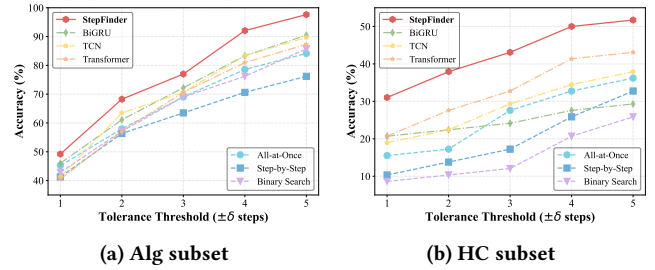 100
90
80
70
60
50
40
Accuracy (%)
StepFinder
BiGRU
TCN
Transformer
All-at-Once
Step-by-Step
Binary Search
1 2 3 4 5
Tolerance Threshold (±δ steps)
(a) Alg subset
50
40
30
20
10
Accuracy (%)
StepFinder
BiGRU
TCN
Transformer
All-at-Once
Step-by-Step
Binary Search
1 2 3 4 5
Tolerance Threshold (±δ steps)
(b) HC subset